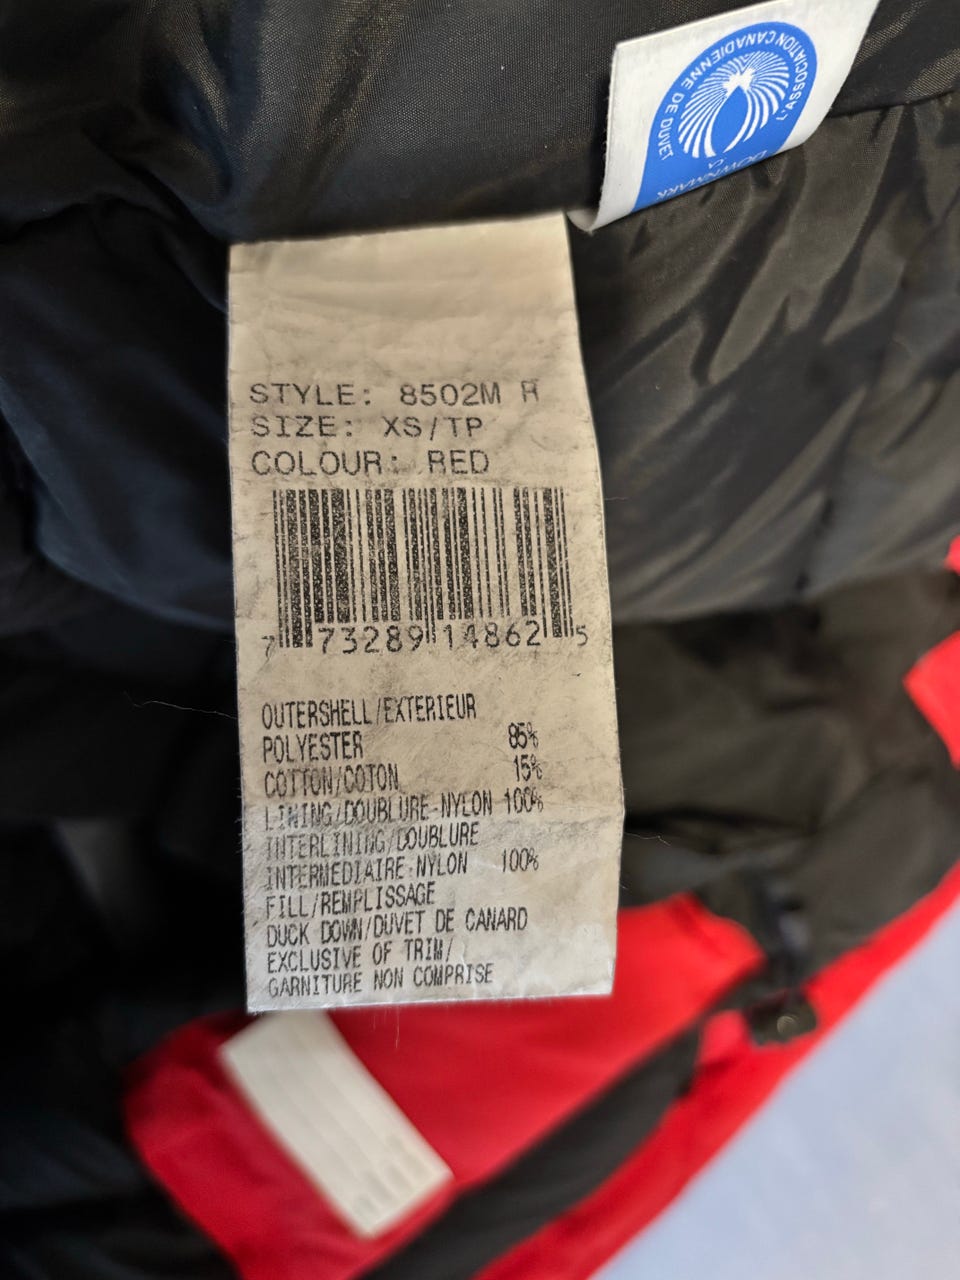 L'ASSOCIATION CANADIENNE DE DUVET
DOWNMARK
CA
STYLE: 8502M R
SIZE: XS/TP
COLOUR: RED
7 73289 14862 5
OUTERSHELL/EXTERIEUR
POLYESTER 85%
COTTON/COTON 15%
LINING/DOUBLURE-NYLON 100%
INTERLINING/DOUBLURE
INTERMEDIAIRE-NYLON 100%
FILL/REMPLISSAGE
DUCK DOWN/DUVET DE CANARD
EXCLUSIVE OF TRIM/
GARNITURE NON COMPRISE